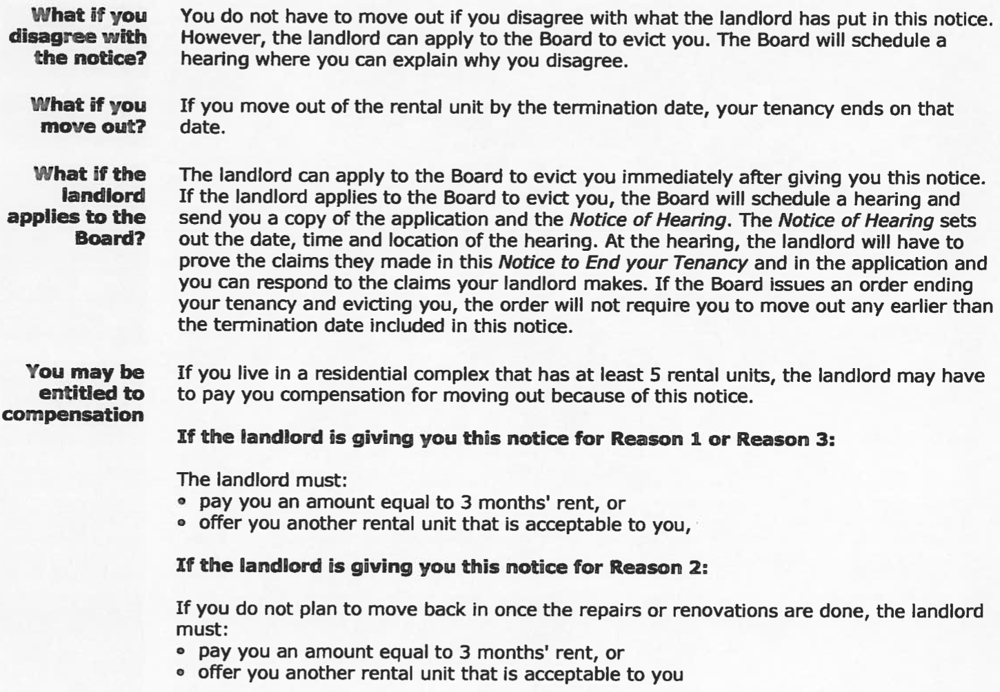 What if you
disagree with
the notice?
You do not have to move out if you disagree with what the landlord has put in this notice.
However, the landlord can apply to the Board to evict you. The Board will schedule a
hearing where you can explain why you disagree.
What if you
move out?
If you move out of the rental unit by the termination date, your tenancy ends on that
date.
What if the
landlord
applies to the
Board?
The landlord can apply to the Board to evict you immediately after giving you this notice.
If the landlord applies to the Board to evict you, the Board will schedule a hearing and
send you a copy of the application and the Notice of Hearing. The Notice of Hearing sets
out the date, time and location of the hearing. At the hearing, the landlord will have to
prove the claims they made in this Notice to End your Tenancy and in the application and
you can respond to the claims your landlord makes. If the Board issues an order ending
your tenancy and evicting you, the order will not require you to move out any earlier than
the termination date included in this notice.
You may be
entitled to
compensation
If you live in a residential complex that has at least 5 rental units, the landlord may have
to pay you compensation for moving out because of this notice.
If the landlord is giving you this notice for Reason 1 or Reason 3:
The landlord must:
• pay you an amount equal to 3 months' rent, or
• offer you another rental unit that is acceptable to you,
If the landlord is giving you this notice for Reason 2:
If you do not plan to move back in once the repairs or renovations are done, the landlord
must:
• pay you an amount equal to 3 months' rent, or
• offer you another rental unit that is acceptable to you